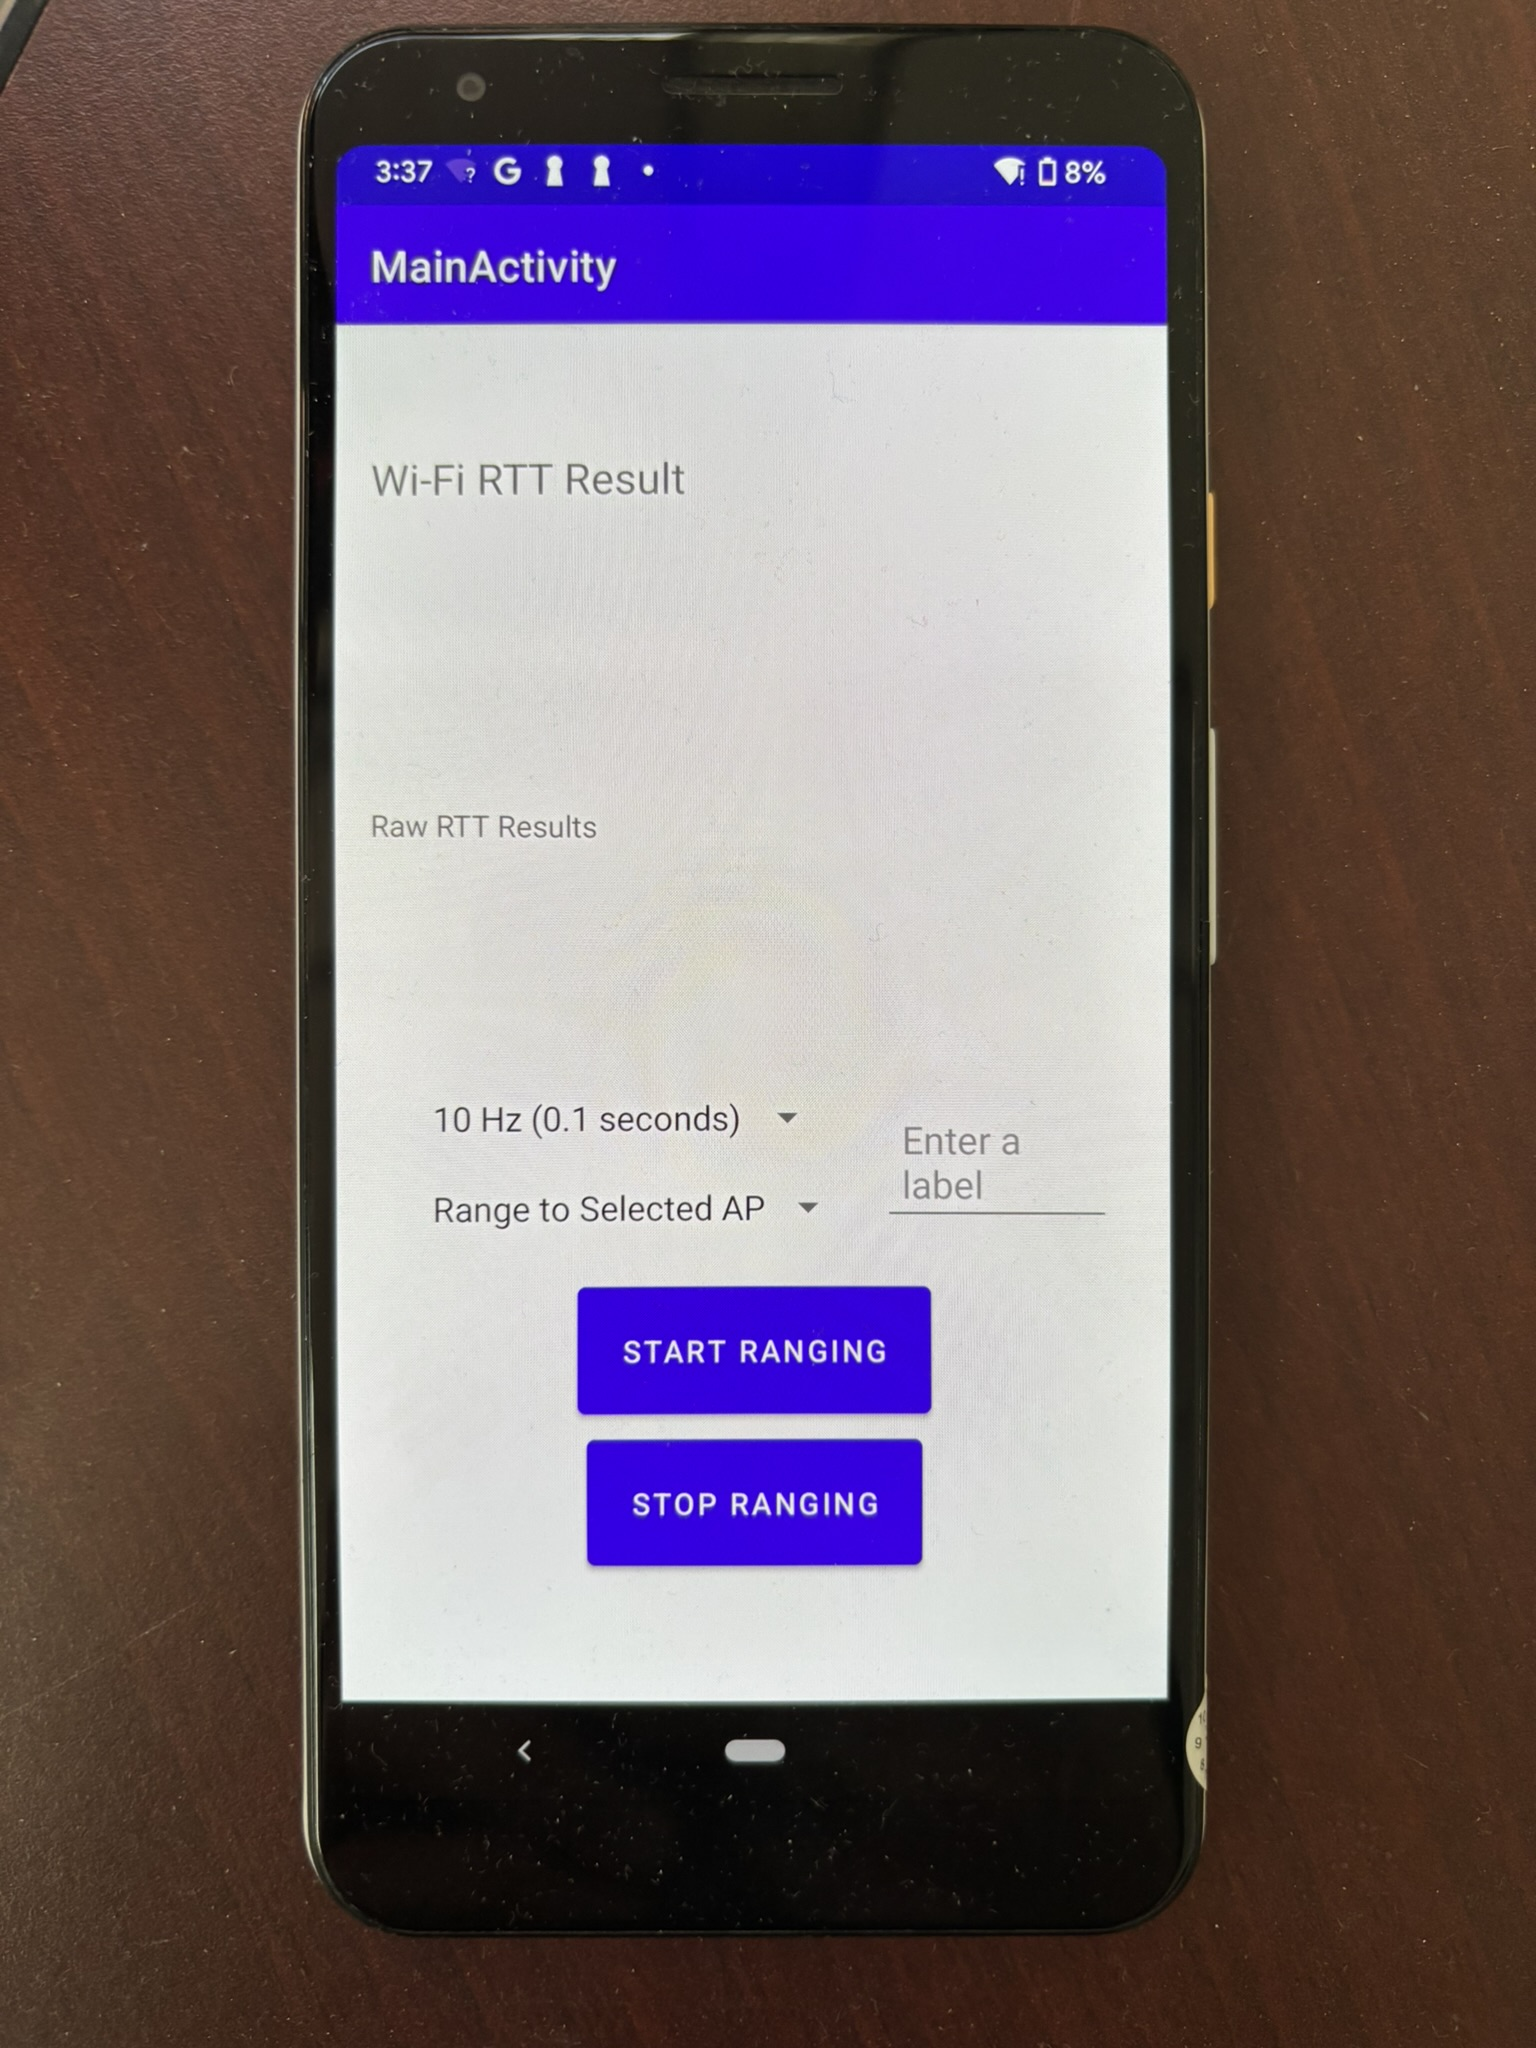 3:37 ? G 8%
MainActivity
Wi-Fi RTT Result
Raw RTT Results
10 Hz (0.1 seconds)
Enter a
label
Range to Selected AP
START RANGING
STOP RANGING